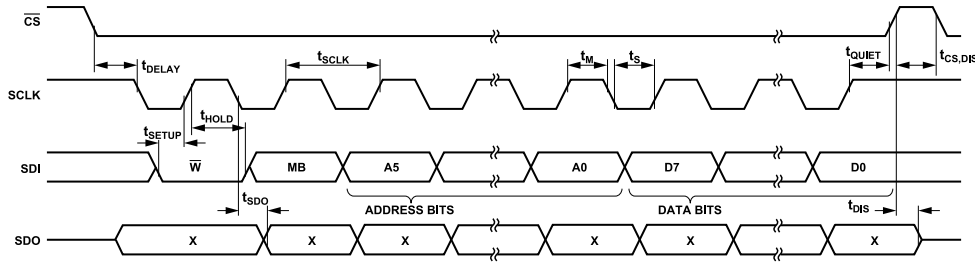 CS
tDELAY
tSCLK
tM
tS
tQUIET
tCS,DIS
SCLK
tSETUP
tHOLD
SDI
W
MB
A5
A0
D7
D0
tSDO
ADDRESS BITS
DATA BITS
tDIS
SDO
X
X
X
X
X
X